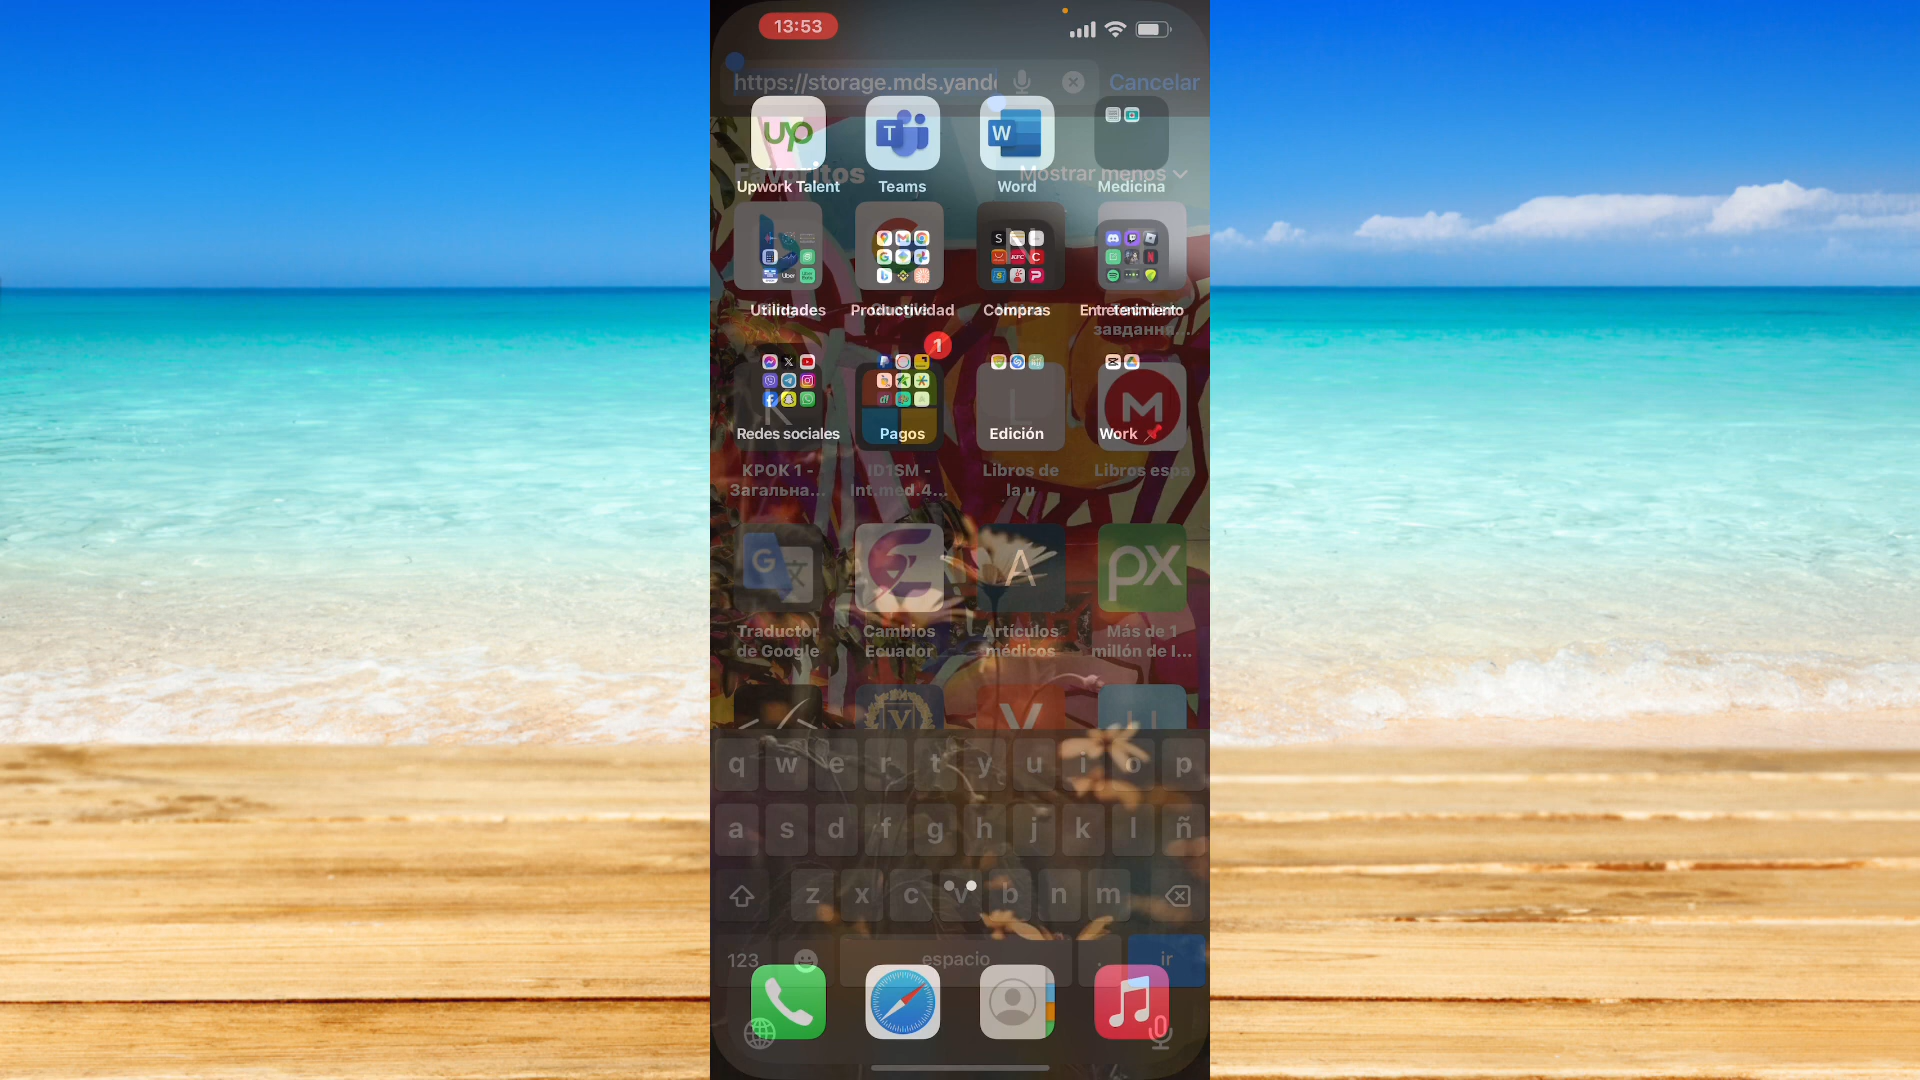 13:53
https://storage.mds.yand
Cancelar
Favoritos
Mostrar menos
Upwork Talent
Teams
Word
Medicina
Utilidades
Productividad
Compras
Entretenimiento
завдання...
1
Redes sociales
Pagos
Edición
Work
КРОК 1 -
Загальна...
ID1SM -
Int.med.4...
Libros de
la u
Libros espa
Traductor
de Google
Cambios
Ecuador
Artículos
médicos
Más de 1
millón de I...
q w e r t y u i o p
a s d f g h j k l ñ
z x c v b n m
123
espacio
.
ir